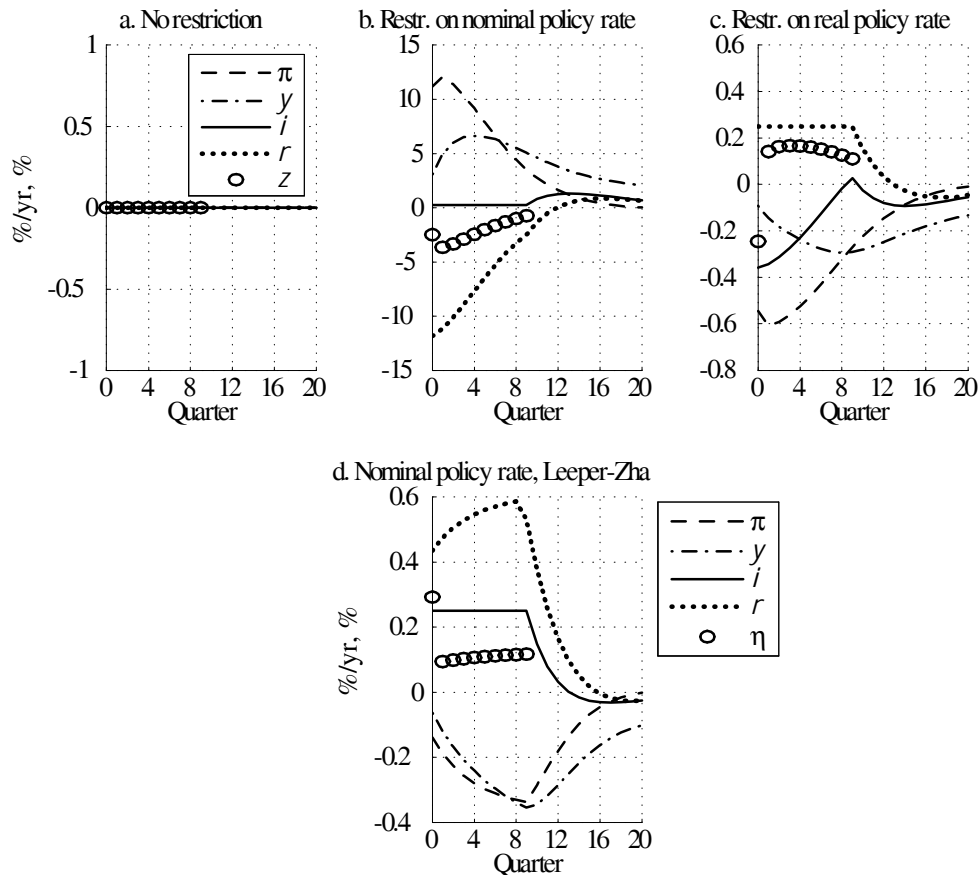 a. No restriction
b. Restr. on nominal policy rate
c. Restr. on real policy rate
%/yr, %
1
0.5
0
-0.5
-1
π
y
i
r
z
0 4 8 12 16 20
Quarter
15
10
5
0
-5
-10
-15
0 4 8 12 16 20
Quarter
0.6
0.4
0.2
0
-0.2
-0.4
-0.6
-0.8
0 4 8 12 16 20
Quarter
d. Nominal policy rate, Leeper-Zha
%/yr, %
0.6
0.4
0.2
0
-0.2
-0.4
0 4 8 12 16 20
Quarter
π
y
i
r
η